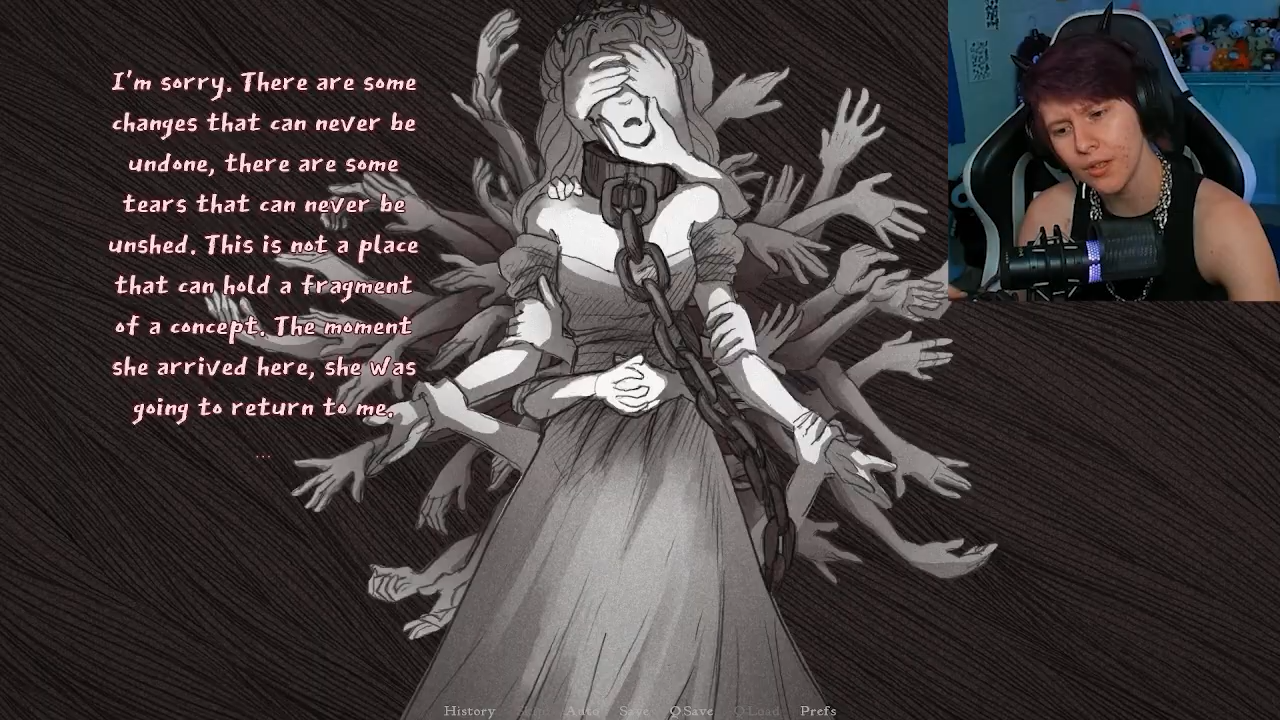 I'm sorry. There are some
changes that can never be
undone, there are some
tears that can never be
unshed. This is not a place
that can hold a fragment
of a concept. The moment
she arrived here, she was
going to return to me.
...
History Skip Auto Save Q.Save Q.Load Prefs